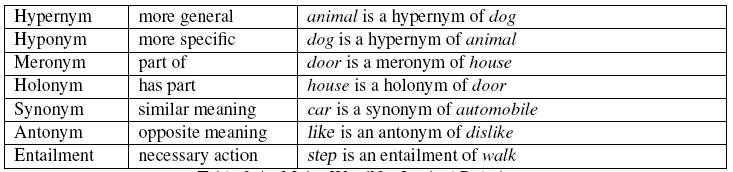 Hypernym more general animal is a hypernym of dog
Hyponym more specific dog is a hypernym of animal
Meronym part of door is a meronym of house
Holonym has part house is a holonym of door
Synonym similar meaning car is a synonym of automobile
Antonym opposite meaning like is an antonym of dislike
Entailment necessary action step is an entailment of walk